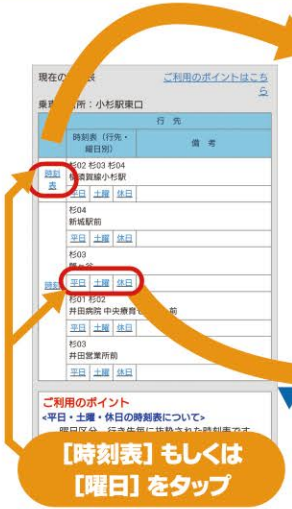 現在の 表
ご利用のポイントはこち
ら
乗車 所：小杉駅東口
行 先
時刻表（行先・
曜日別）
備 考
時刻
表
杉02 杉03 杉04
横須賀線小杉駅
平日 土曜 休日
杉04
新城駅前
平日 土曜 休日
杉03
時刻
平日 土曜 休日
杉01 杉02
井田病院 中央療育 前
杉03
井田営業所前
平日 土曜 休日
ご利用のポイント
<平日・土曜・休日の時刻表について>
曜日区分、行き先毎に抜粋された時刻表です
［時刻表］もしくは
［曜日］をタップ